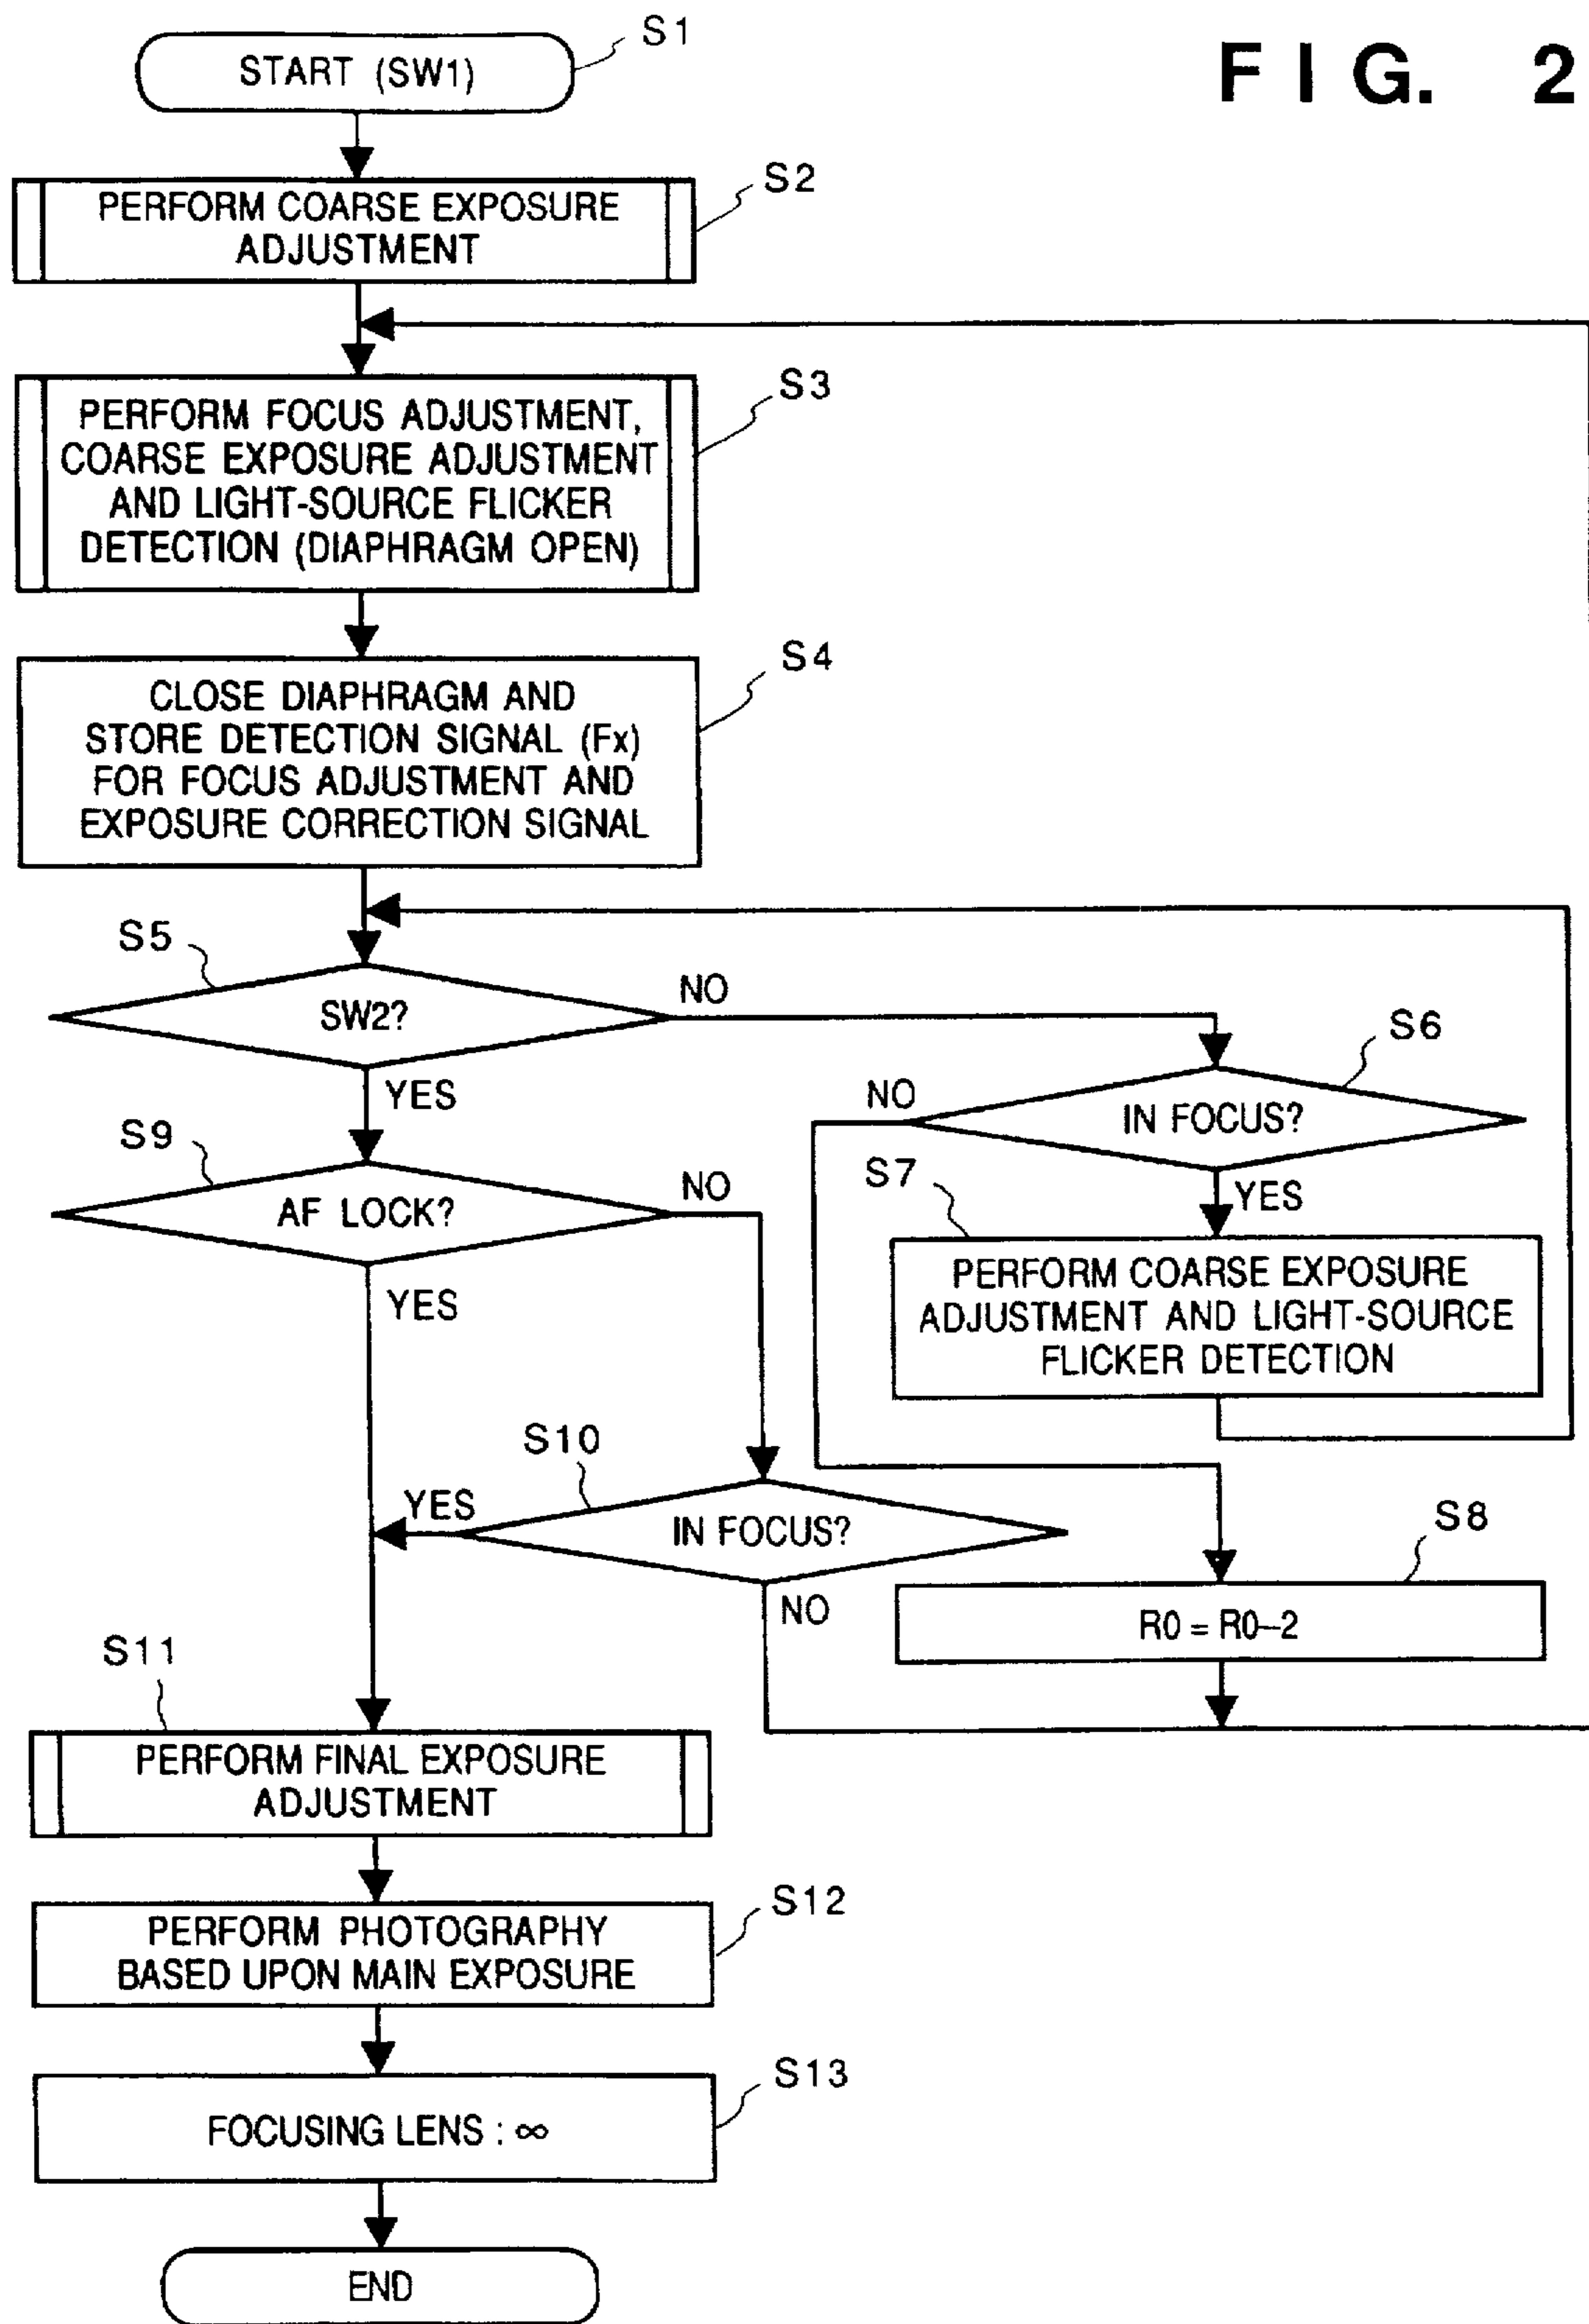 FIG. 2
S1
START (SW1)
S2
PERFORM COARSE EXPOSURE
ADJUSTMENT
S3
PERFORM FOCUS ADJUSTMENT,
COARSE EXPOSURE ADJUSTMENT
AND LIGHT-SOURCE FLICKER
DETECTION (DIAPHRAGM OPEN)
S4
CLOSE DIAPHRAGM AND
STORE DETECTION SIGNAL (Fx)
FOR FOCUS ADJUSTMENT AND
EXPOSURE CORRECTION SIGNAL
S5
SW2?
NO
YES
S6
IN FOCUS?
NO
YES
S7
PERFORM COARSE EXPOSURE
ADJUSTMENT AND LIGHT-SOURCE
FLICKER DETECTION
S9
AF LOCK?
NO
YES
S10
IN FOCUS?
YES
NO
S8
R0 = R0–2
S11
PERFORM FINAL EXPOSURE
ADJUSTMENT
S12
PERFORM PHOTOGRAPHY
BASED UPON MAIN EXPOSURE
S13
FOCUSING LENS : ∞
END